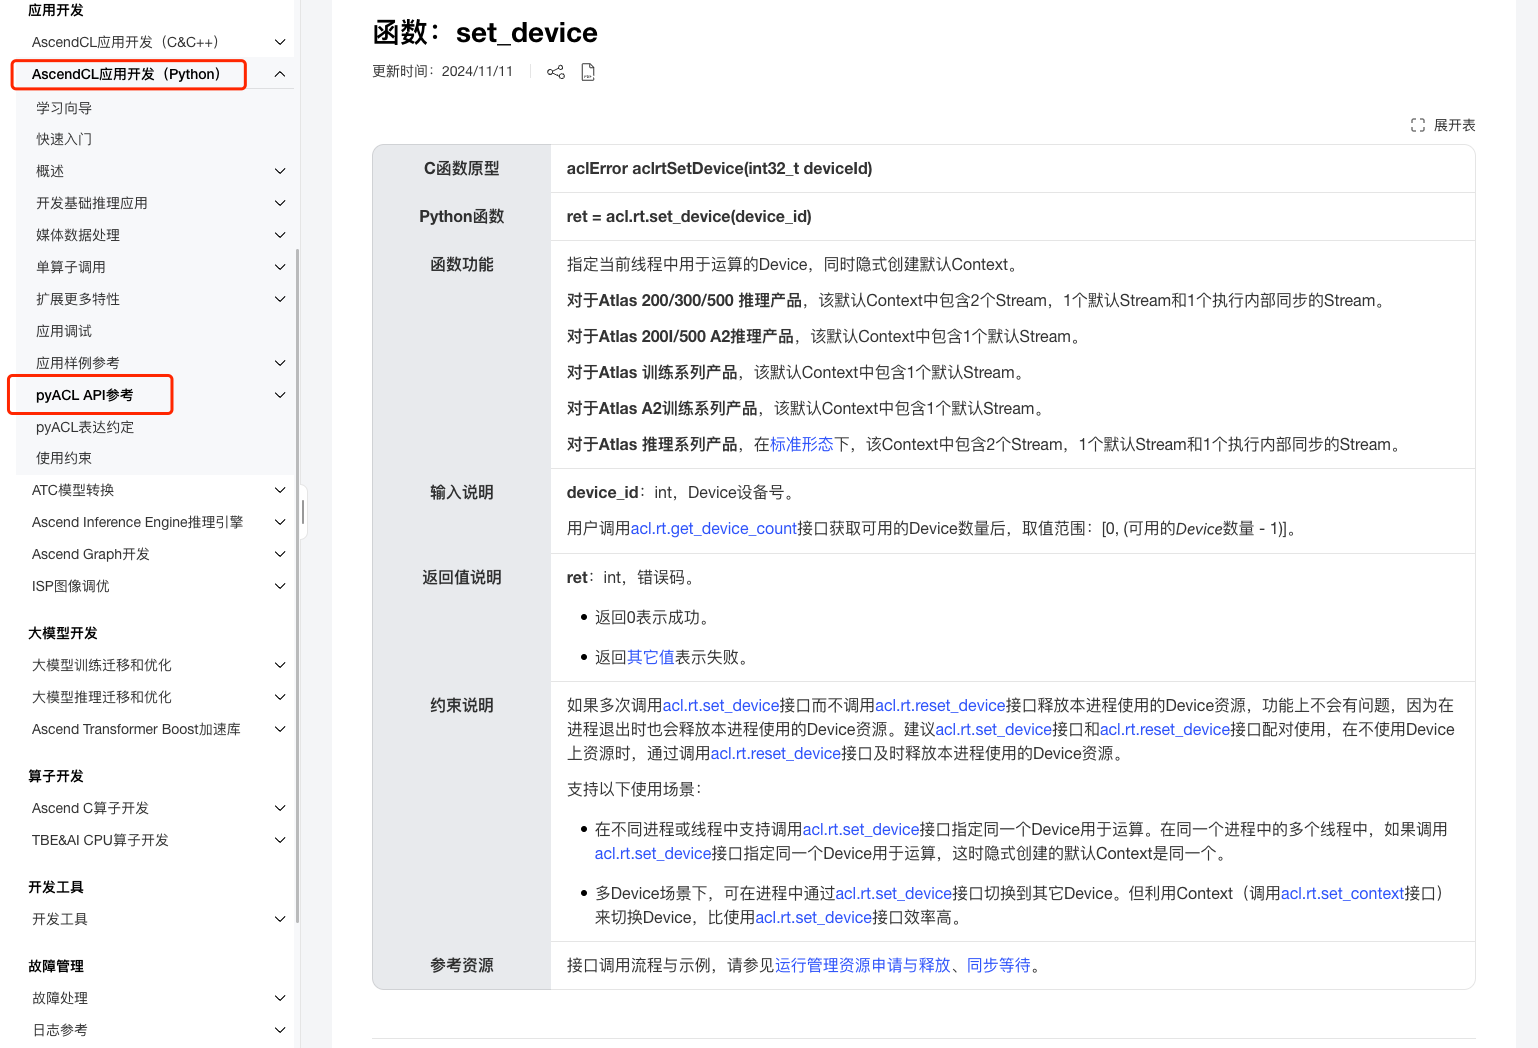 应用开发
AscendCL应用开发（C&C++）
AscendCL应用开发（Python）
学习向导
快速入门
概述
开发基础推理应用
媒体数据处理
单算子调用
扩展更多特性
应用调试
应用样例参考
pyACL API参考
pyACL表达约定
使用约束
ATC模型转换
Ascend Inference Engine推理引擎
Ascend Graph开发
ISP图像调优
大模型开发
大模型训练迁移和优化
大模型推理迁移和优化
Ascend Transformer Boost加速库
算子开发
Ascend C算子开发
TBE&AI CPU算子开发
开发工具
开发工具
故障管理
故障处理
日志参考
函数：set_device
更新时间：2024/11/11
展开表
C函数原型
aclError aclrtSetDevice(int32_t deviceId)
Python函数
ret = acl.rt.set_device(device_id)
函数功能
指定当前线程中用于运算的Device，同时隐式创建默认Context。
对于Atlas 200/300/500 推理产品，该默认Context中包含2个Stream，1个默认Stream和1个执行内部同步的Stream。
对于Atlas 200I/500 A2推理产品，该默认Context中包含1个默认Stream。
对于Atlas 训练系列产品，该默认Context中包含1个默认Stream。
对于Atlas A2训练系列产品，该默认Context中包含1个默认Stream。
对于Atlas 推理系列产品，在标准形态下，该Context中包含2个Stream，1个默认Stream和1个执行内部同步的Stream。
输入说明
device_id：int，Device设备号。
用户调用acl.rt.get_device_count接口获取可用的Device数量后，取值范围：[0, (可用的Device数量 - 1)]。
返回值说明
ret：int，错误码。
返回0表示成功。
返回其它值表示失败。
约束说明
如果多次调用acl.rt.set_device接口而不调用acl.rt.reset_device接口释放本进程使用的Device资源，功能上不会有问题，因为在
进程退出时也会释放本进程使用的Device资源。建议acl.rt.set_device接口和acl.rt.reset_device接口配对使用，在不使用Device
上资源时，通过调用acl.rt.reset_device接口及时释放本进程使用的Device资源。
支持以下使用场景：
在不同进程或线程中支持调用acl.rt.set_device接口指定同一个Device用于运算。在同一个进程中的多个线程中，如果调用
acl.rt.set_device接口指定同一个Device用于运算，这时隐式创建的默认Context是同一个。
多Device场景下，可在进程中通过acl.rt.set_device接口切换到其它Device。但利用Context（调用acl.rt.set_context接口）
来切换Device，比使用acl.rt.set_device接口效率高。
参考资源
接口调用流程与示例，请参见运行管理资源申请与释放、同步等待。